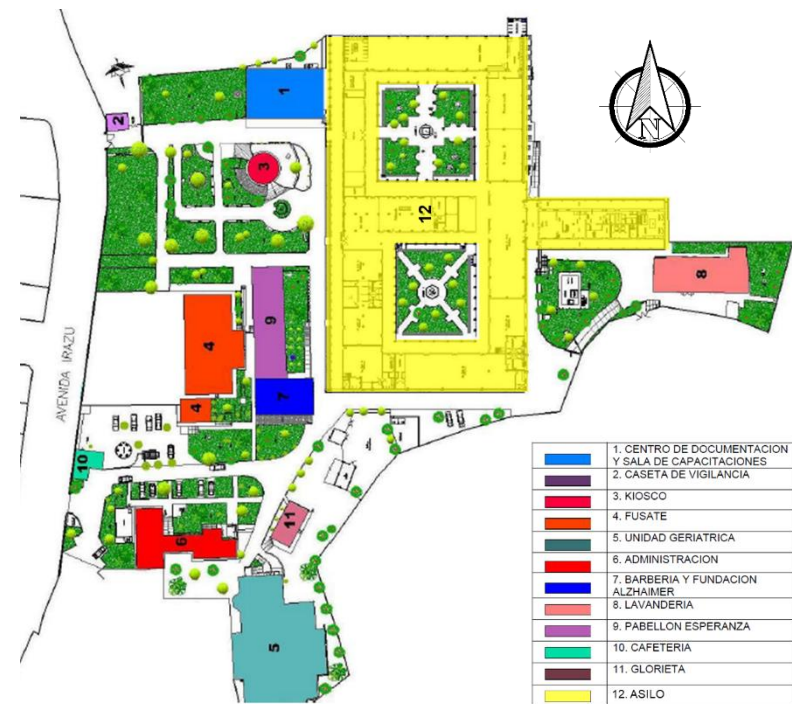 1
2
3
N
12
8
9
4
AVENIDA IRAZU
7
4
10
11
6
5
1. CENTRO DE DOCUMENTACION
Y SALA DE CAPACITACIONES
2. CASETA DE VIGILANCIA
3. KIOSCO
4. FUSATE
5. UNIDAD GERIATRICA
6. ADMINISTRACION
7. BARBERIA Y FUNDACION
ALZHAIMER
8. LAVANDERIA
9. PABELLON ESPERANZA
10. CAFETERIA
11. GLORIETA
12. ASILO